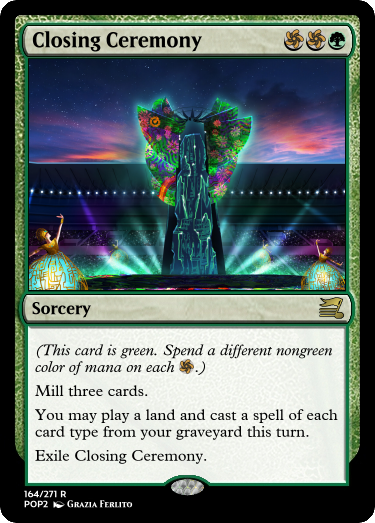 Closing Ceremony
Sorcery
(This card is green. Spend a different nongreen
color of mana on each .)
Mill three cards.
You may play a land and cast a spell of each
card type from your graveyard this turn.
Exile Closing Ceremony.
164/271 R
POP2 Grazia Ferlito